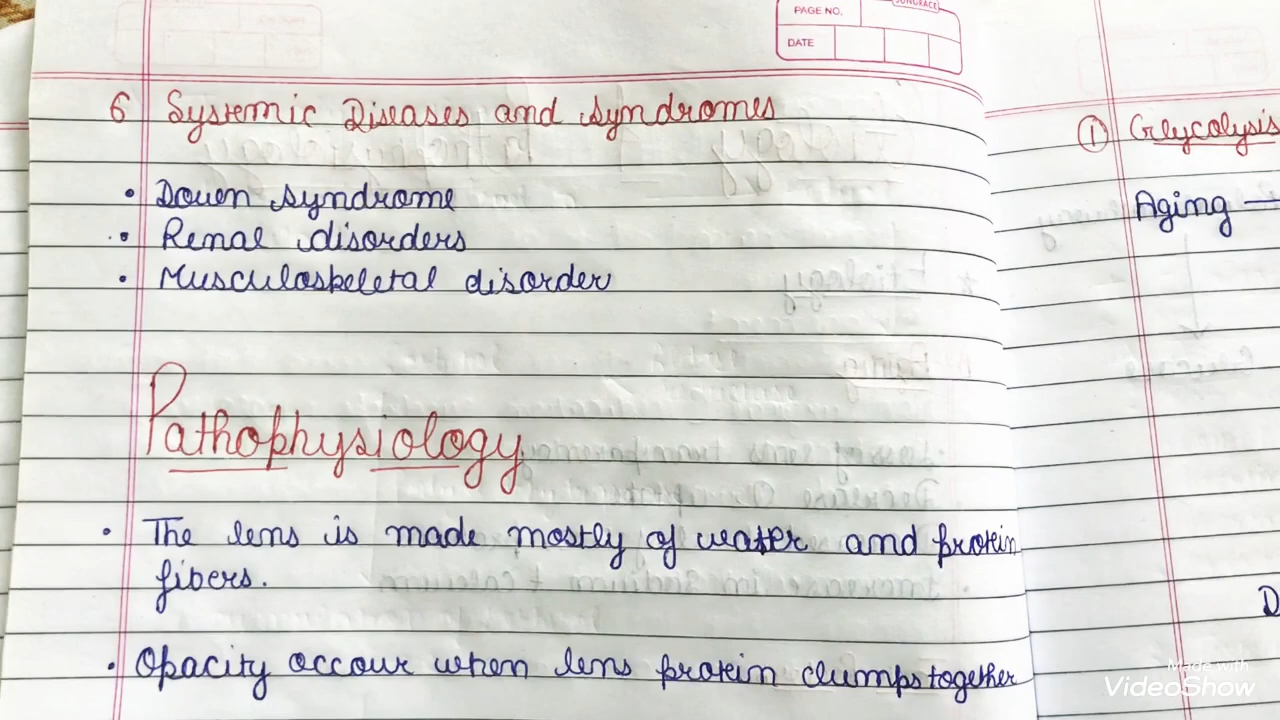 SUNGRACE
PAGE NO.
DATE
6 Systemic Diseases and Syndromes
• Down Syndrome
• Renal disorders
• Musculoskeletal disorder
Pathophysiology
• The lens is made mostly of water and protein
fibers.
• Opacity occour when lens protein clumps together
① Glycolysis
Aging →
D
Made with
VideoShow